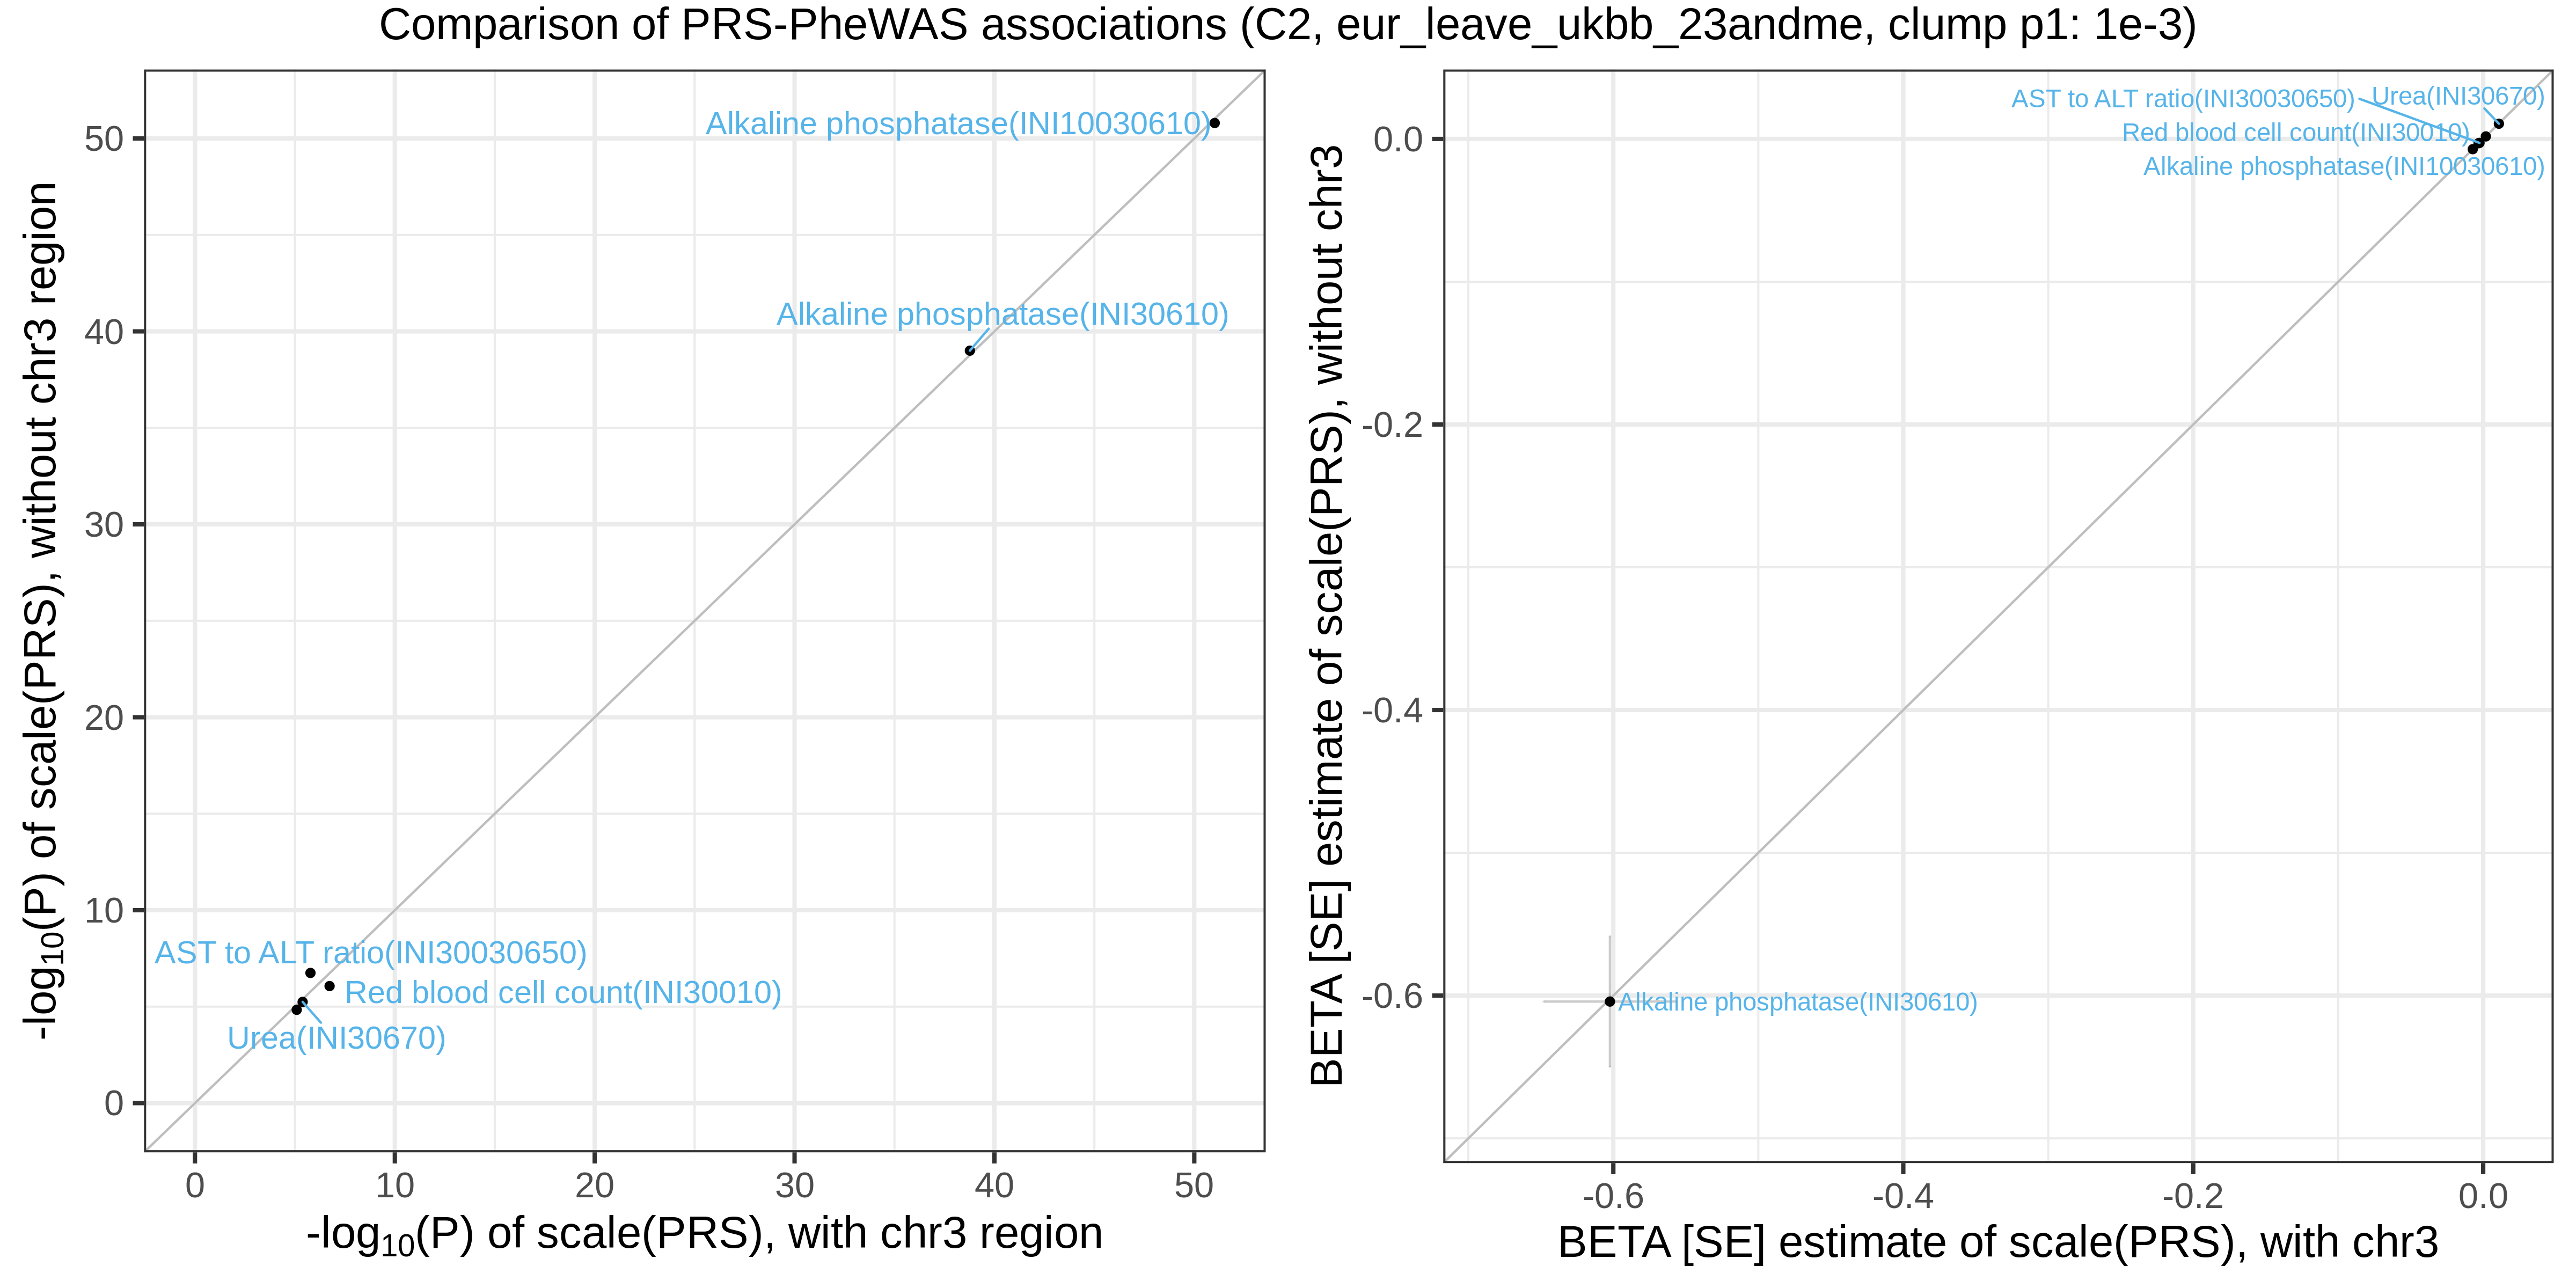 Comparison of PRS-PheWAS associations (C2, eur_leave_ukbb_23andme, clump p1: 1e-3)
-log10(P) of scale(PRS), without chr3 region
50
40
30
20
10
0
Alkaline phosphatase(INI10030610)
Alkaline phosphatase(INI30610)
AST to ALT ratio(INI30030650)
Red blood cell count(INI30010)
Urea(INI30670)
0 10 20 30 40 50
-log10(P) of scale(PRS), with chr3 region
BETA [SE] estimate of scale(PRS), without chr3
0.0
-0.2
-0.4
-0.6
AST to ALT ratio(INI30030650)
Urea(INI30670)
Red blood cell count(INI30010)
Alkaline phosphatase(INI10030610)
Alkaline phosphatase(INI30610)
-0.6 -0.4 -0.2 0.0
BETA [SE] estimate of scale(PRS), with chr3